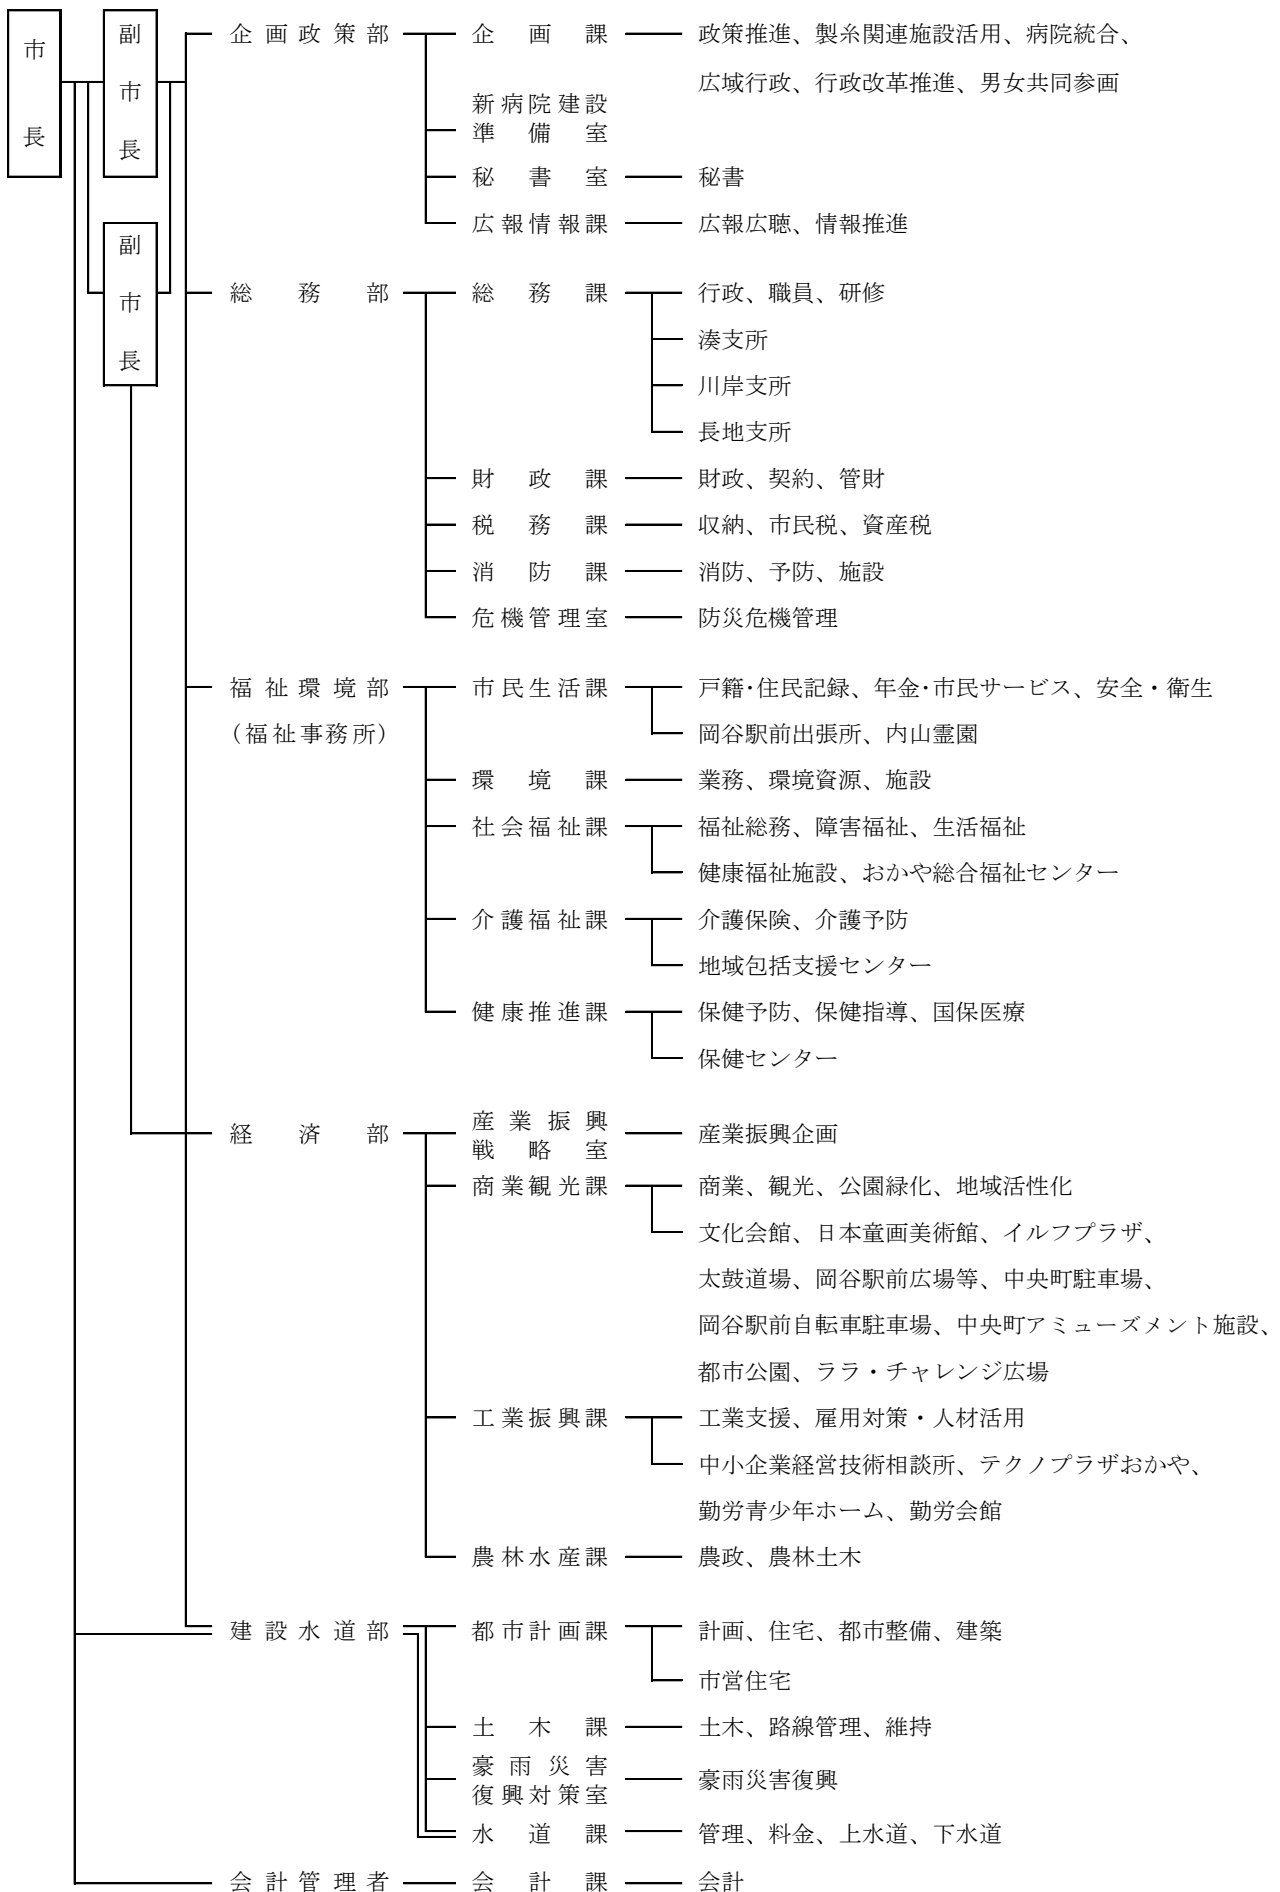 市長
副市長
副市長
企画政策部
企画課
政策推進、製糸関連施設活用、病院統合、
広域行政、行政改革推進、男女共同参画
新病院建設
準備室
秘書室
秘書
広報情報課
広報広聴、情報推進
総務部
総務課
行政、職員、研修
湊支所
川岸支所
長地支所
財政課
財政、契約、管財
税務課
収納、市民税、資産税
消防課
消防、予防、施設
危機管理室
防災危機管理
福祉環境部
（福祉事務所）
市民生活課
戸籍・住民記録、年金・市民サービス、安全・衛生
岡谷駅前出張所、内山霊園
環境課
業務、環境資源、施設
社会福祉課
福祉総務、障害福祉、生活福祉
健康福祉施設、おかや総合福祉センター
介護福祉課
介護保険、介護予防
地域包括支援センター
健康推進課
保健予防、保健指導、国保医療
保健センター
経済部
産業振興
戦略室
産業振興企画
商業観光課
商業、観光、公園緑化、地域活性化
文化会館、日本童画美術館、イルフプラザ、
太鼓道場、岡谷駅前広場等、中央町駐車場、
岡谷駅前自転車駐車場、中央町アミューズメント施設、
都市公園、ララ・チャレンジ広場
工業振興課
工業支援、雇用対策・人材活用
中小企業経営技術相談所、テクノプラザおかや、
勤労青少年ホーム、勤労会館
農林水産課
農政、農林土木
建設水道部
都市計画課
計画、住宅、都市整備、建築
市営住宅
土木課
土木、路線管理、維持
豪雨災害
復興対策室
豪雨災害復興
水道課
管理、料金、上水道、下水道
会計管理者
会計課
会計